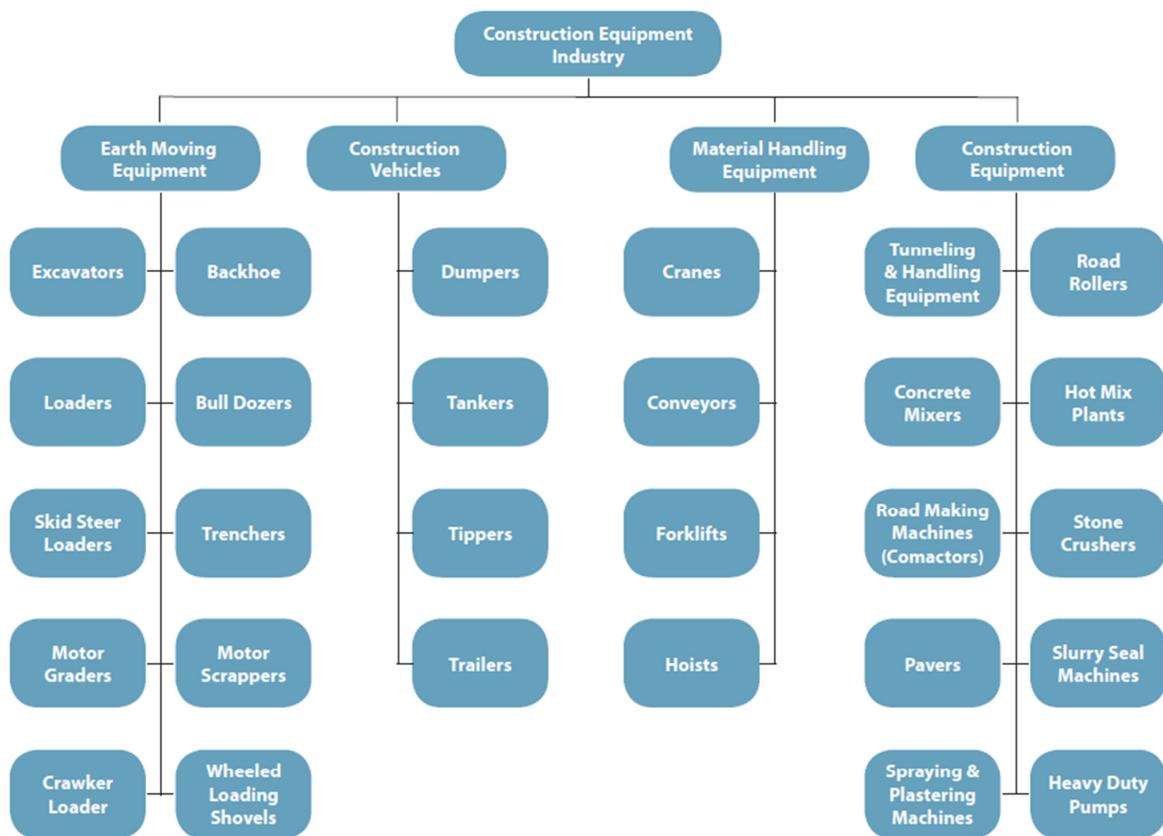 Construction Equipment
Industry
Earth Moving
Equipment
Construction
Vehicles
Material Handling
Equipment
Construction
Equipment
Excavators
Backhoe
Dumpers
Cranes
Tunneling
& Handling
Equipment
Road
Rollers
Loaders
Bull Dozers
Tankers
Conveyors
Concrete
Mixers
Hot Mix
Plants
Skid Steer
Loaders
Trenchers
Tippers
Forklifts
Road Making
Machines
(Comactors)
Stone
Crushers
Motor
Graders
Motor
Scrappers
Trailers
Hoists
Pavers
Slurry Seal
Machines
Crawker
Loader
Wheeled
Loading
Shovels
Spraying &
Plastering
Machines
Heavy Duty
Pumps